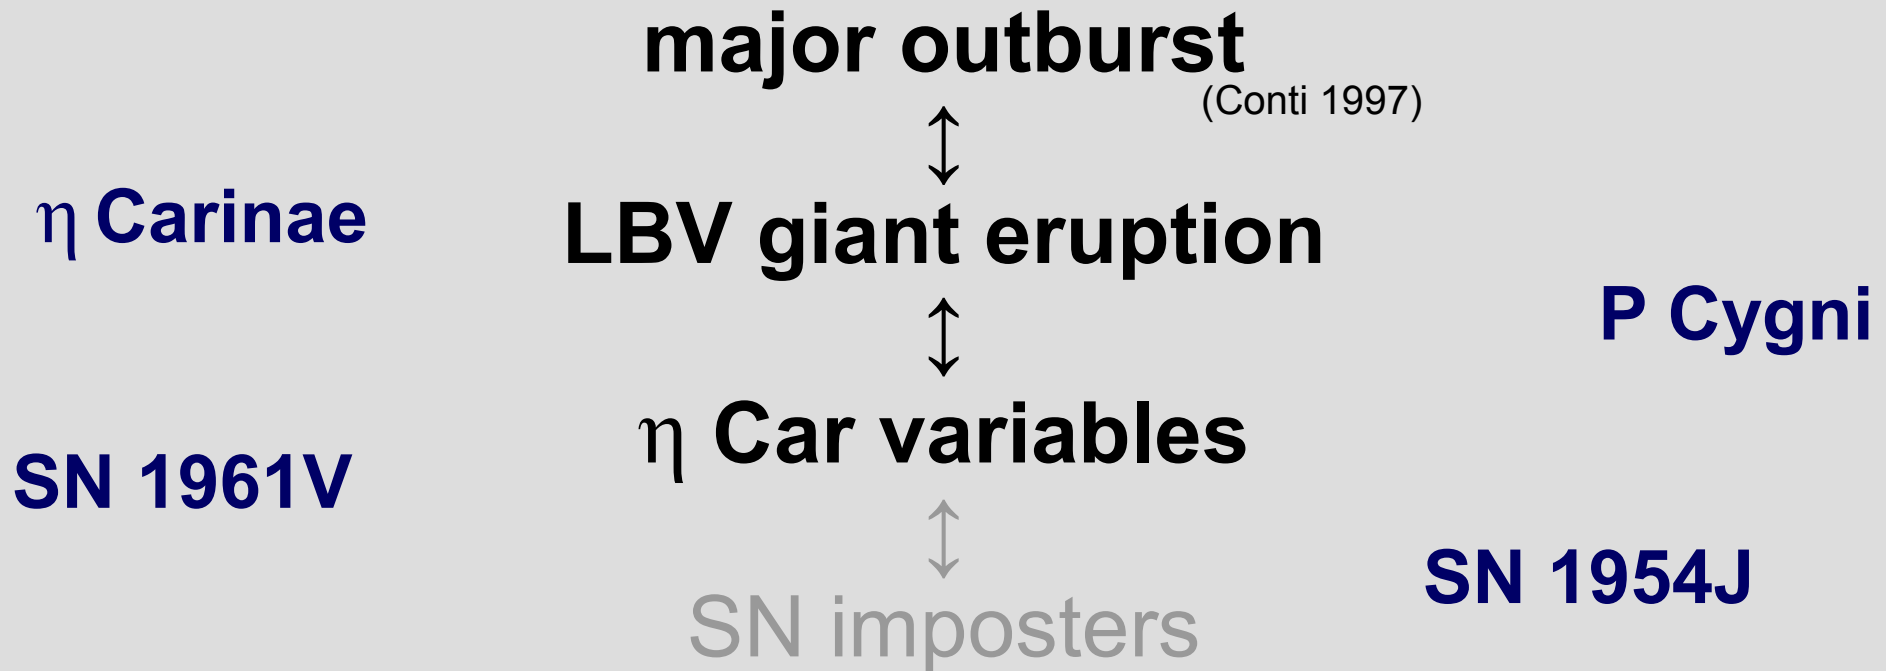 major outburst
(Conti 1997)
↕
η Carinae
LBV giant eruption
↕
P Cygni
η Car variables
SN 1961V
↕
SN 1954J
SN imposters